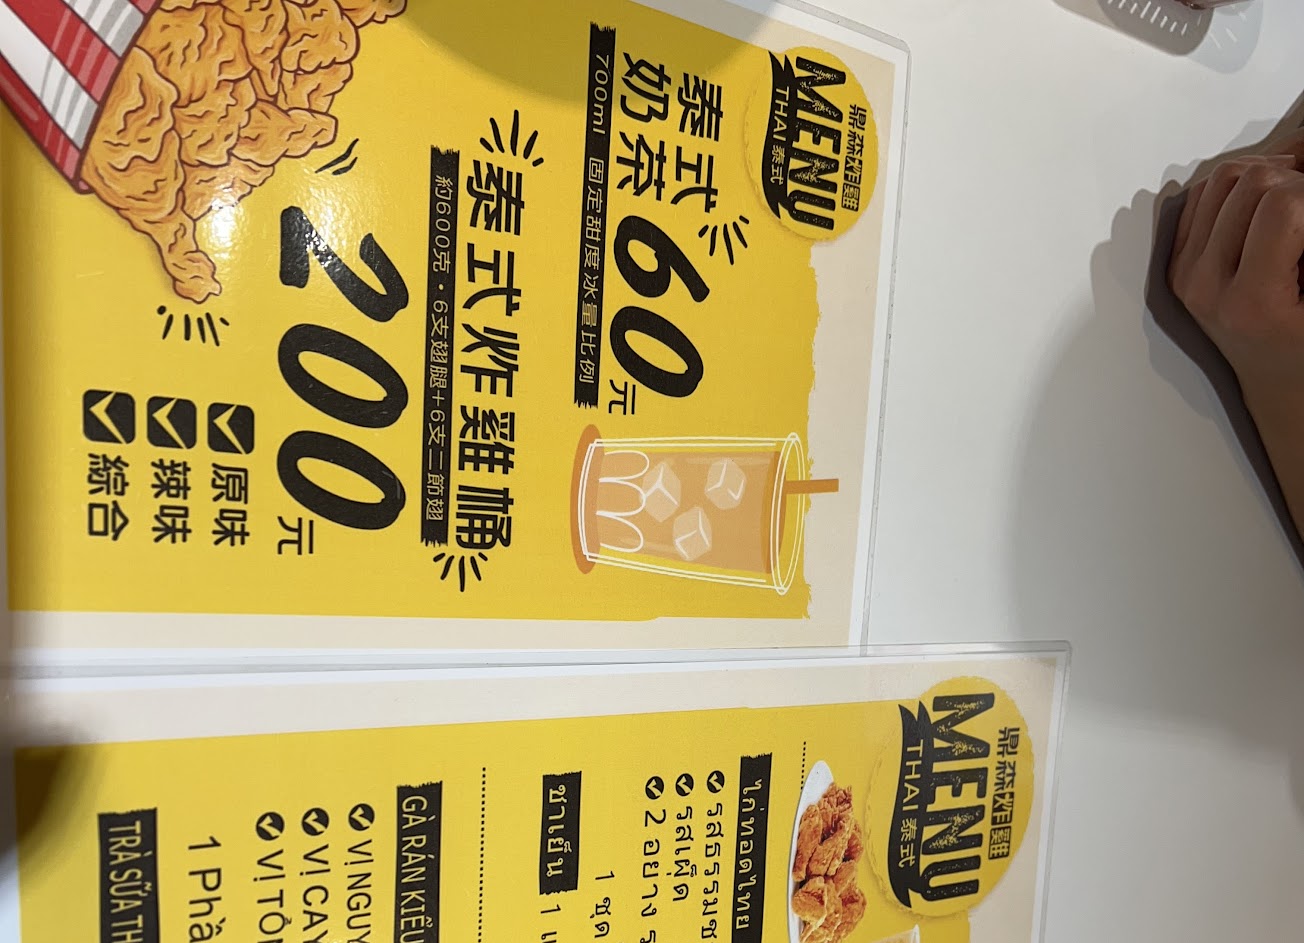 鼎森炸雞
MENU
THAI 泰式
泰式
奶茶60元
700ml 固定甜度冰量比例
泰式炸雞桶
約600克·6支翅腿+6支二節翅
200元
原味
辣味
綜合
鼎森炸雞
MENU
THAI 泰式
ไก่ทอดไทย
รสธรรมช
รสเผ็ด
2 อย่าง ร
1 ชุด
ชาเย็น 1 แ
GÀ RÁN KIỂU
VỊ NGUY
VỊ CAY
VỊ TỔN
1 Phầ
TRÀ SỮA TH